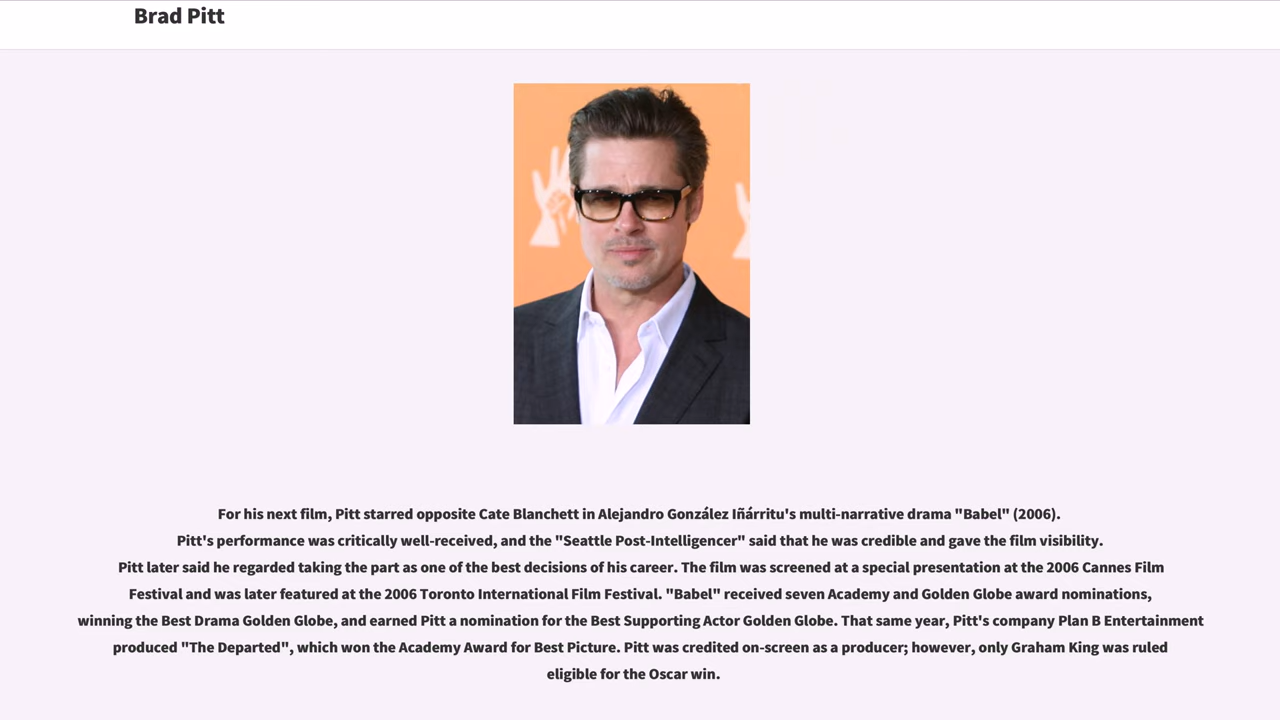 Brad Pitt
For his next film, Pitt starred opposite Cate Blanchett in Alejandro González Iñárritu's multi-narrative drama "Babel" (2006).
Pitt's performance was critically well-received, and the "Seattle Post-Intelligencer" said that he was credible and gave the film visibility.
Pitt later said he regarded taking the part as one of the best decisions of his career. The film was screened at a special presentation at the 2006 Cannes Film
Festival and was later featured at the 2006 Toronto International Film Festival. "Babel" received seven Academy and Golden Globe award nominations,
winning the Best Drama Golden Globe, and earned Pitt a nomination for the Best Supporting Actor Golden Globe. That same year, Pitt's company Plan B Entertainment
produced "The Departed", which won the Academy Award for Best Picture. Pitt was credited on-screen as a producer; however, only Graham King was ruled
eligible for the Oscar win.